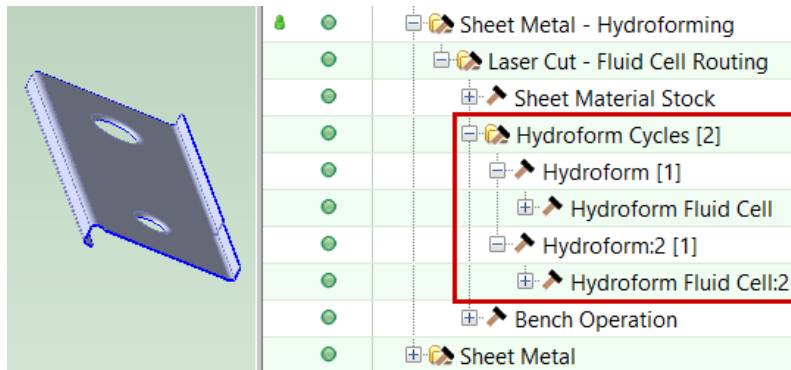 Sheet Metal - Hydroforming
Laser Cut - Fluid Cell Routing
Sheet Material Stock
Hydroform Cycles [2]
Hydroform [1]
Hydroform Fluid Cell
Hydroform:2 [1]
Hydroform Fluid Cell:2
Bench Operation
Sheet Metal